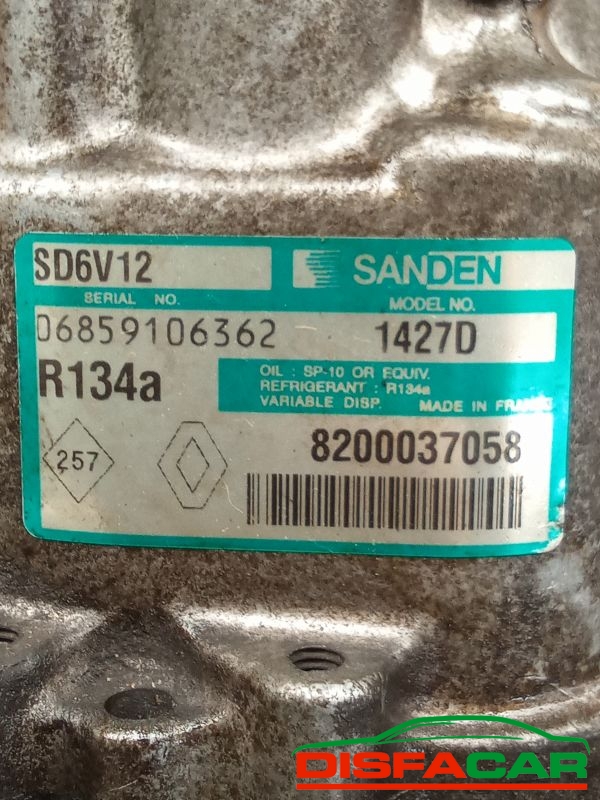 SD6V12
SANDEN
SERIAL NO.
MODEL NO.
06859106362
1427D
R134a
OIL : SP-10 OR EQUIV.
REFRIGERANT : R134a
VARIABLE DISP. MADE IN FRANCE
257
8200037058
DISFACAR